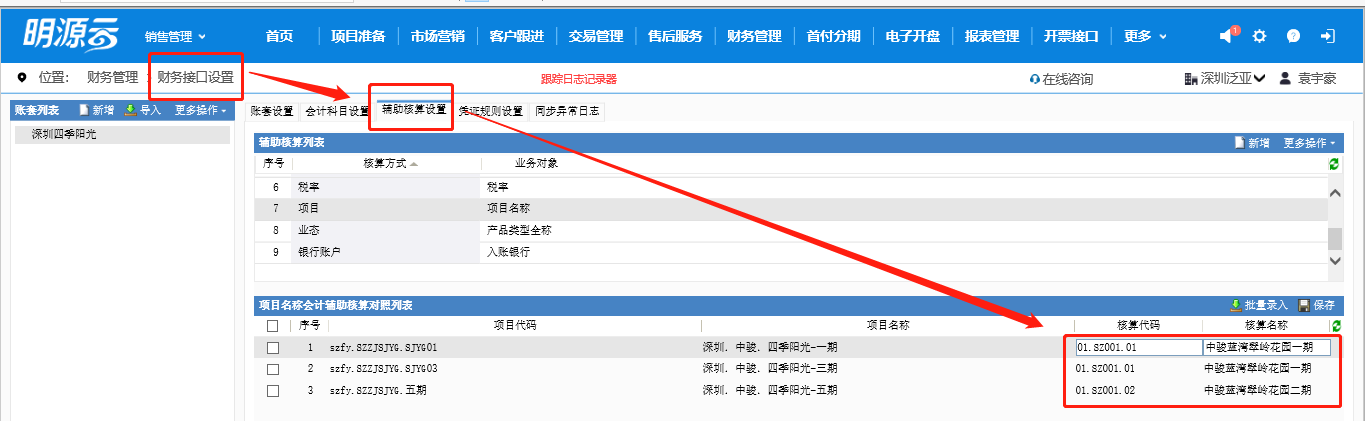 明源云 销售管理 首页 项目准备 市场营销 客户跟进 交易管理 售后服务 财务管理 首付分期 电子开盘 报表管理 开票接口 更多 1
位置: 财务管理 财务接口设置 跟踪日志记录器 在线咨询 深圳泛亚 袁宇豪
账套列表 新增 导入 更多操作
深圳四季阳光
账套设置 会计科目设置 辅助核算设置 凭证规则设置 同步异常日志
辅助核算列表 新增 更多操作
序号 核算方式 业务对象
6 税率 税率
7 项目 项目名称
8 业态 产品类型全称
9 银行账户 入账银行
项目名称会计辅助核算对照列表 批量录入 保存
序号 项目代码 项目名称 核算代码 核算名称
1 szfy.SZZJSJYG.SJYG01 深圳．中骏．四季阳光-一期 01.SZ001.01 中骏蓝湾翠岭花园一期
2 szfy.SZZJSJYG.SJYG03 深圳．中骏．四季阳光-三期 01.SZ001.01 中骏蓝湾翠岭花园一期
3 szfy.SZZJSJYG.五期 深圳．中骏．四季阳光-五期 01.SZ001.02 中骏蓝湾翠岭花园二期